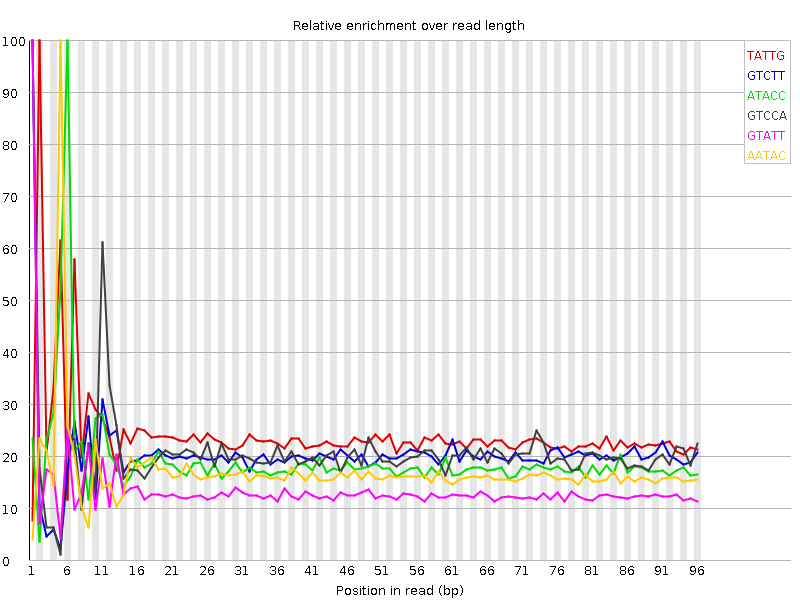 Relative enrichment over read length
100
90
80
70
60
50
40
30
20
10
0
TATTG
GTCTT
ATACC
GTCCA
GTATT
AATAC
1 6 11 16 21 26 31 36 41 46 51 56 61 66 71 76 81 86 91 96
Position in read (bp)